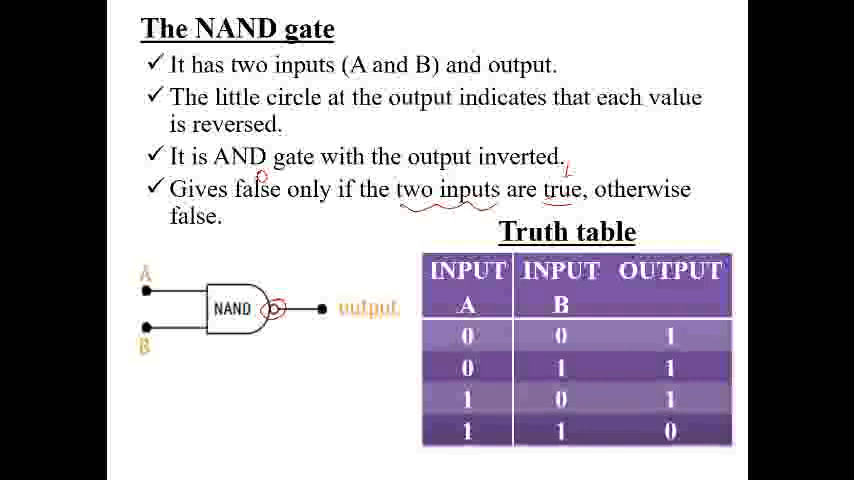 The NAND gate
✓ It has two inputs (A and B) and output.
✓ The little circle at the output indicates that each value
is reversed.
✓ It is AND gate with the output inverted.
0 1
✓ Gives false only if the two inputs are true, otherwise
false.
Truth table
INPUT A INPUT B OUTPUT
0 0 1
0 1 1
1 0 1
1 1 0
A
NAND output
B